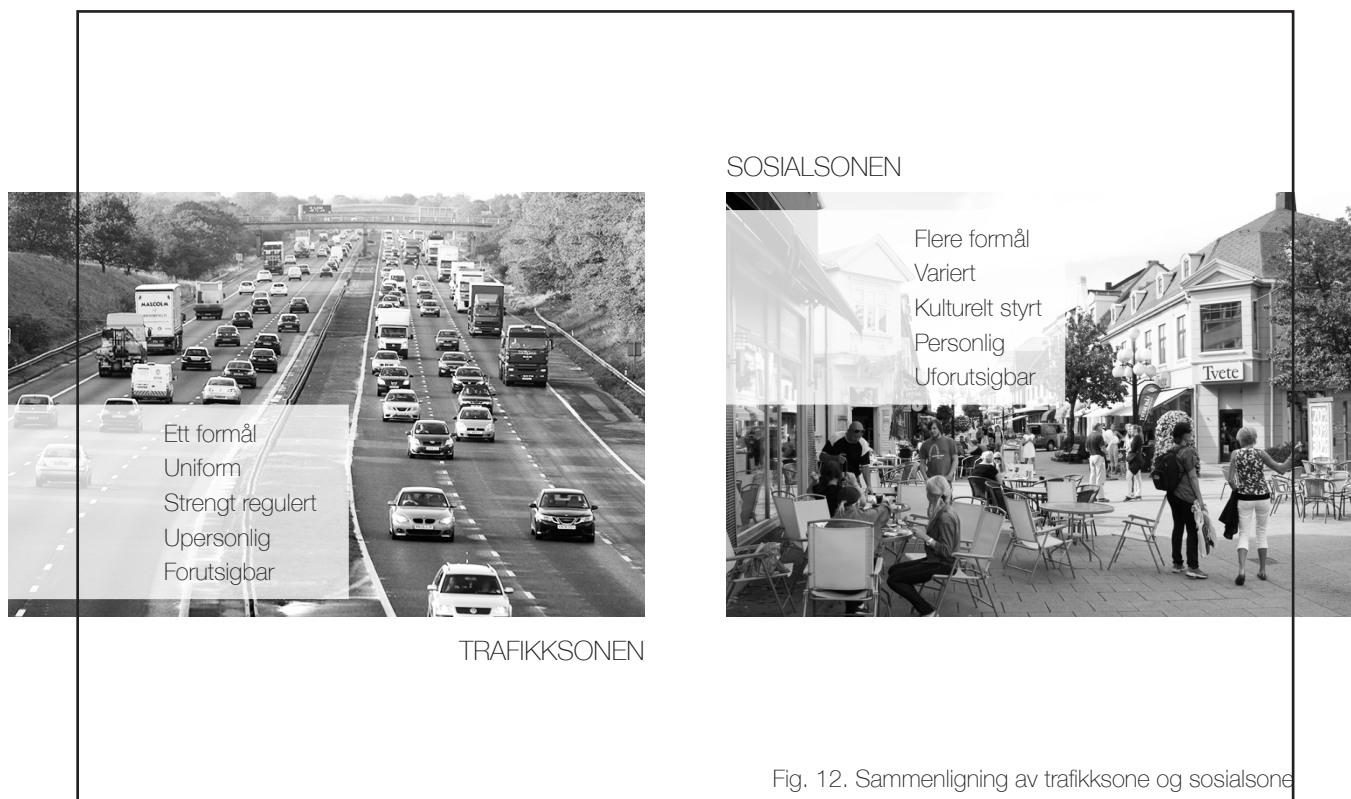 SOSIALSONEN
Flere formål
Variert
Kulturelt styrt
Personlig
Uforutsigbar
Tvete
MALCOLM
Ett formål
Uniform
Strengt regulert
Upersonlig
Forutsigbar
TRAFIKKSONEN
Fig. 12. Sammenligning av trafikksone og sosialsone